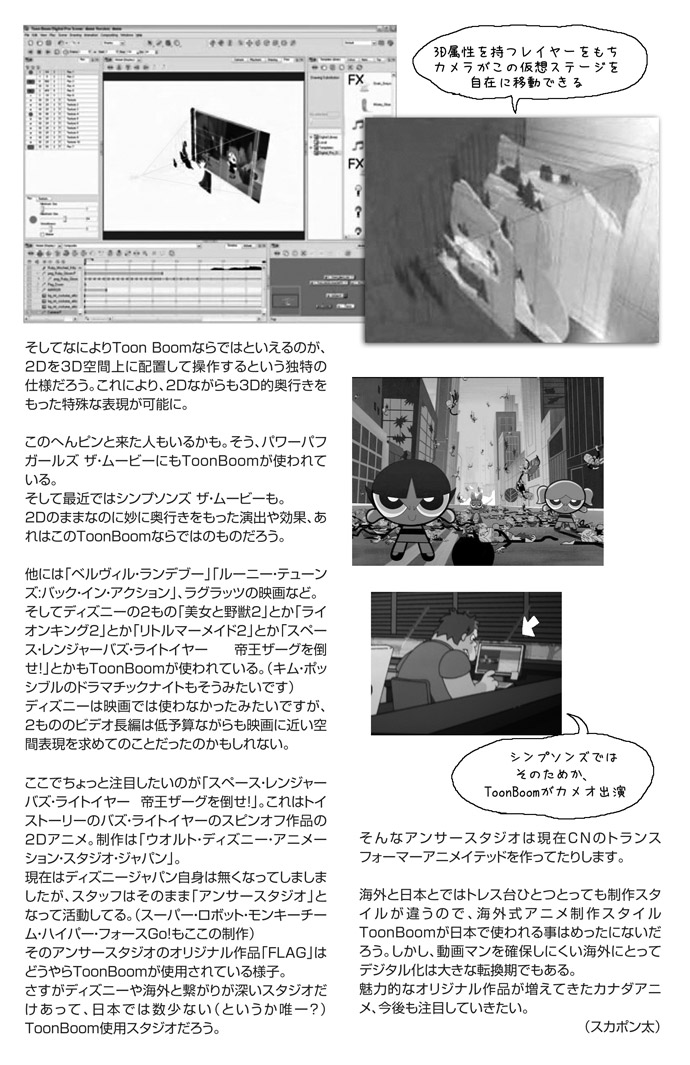 3D属性を持つレイヤーをもち
カメラがこの仮想ステージを
自在に移動できる
FX
FX
そしてなによりToon Boomならではといえるのが、
2Dを3D空間上に配置して操作するという独特の
仕様だろう。これにより、2Dながらも3D的奥行きを
もった特殊な表現が可能に。
このへんピンと来た人もいるかも。そう、パワーパフ
ガールズ ザ・ムービーにもToonBoomが使われて
いる。
そして最近ではシンプソンズ ザ・ムービーも。
2Dのままなのに妙に奥行きをもった演出や効果、あ
れはこのToonBoomならではのものだろう。
他には「ベルヴィル・ランデブー」「ルーニー・テューン
ズ:バック・イン・アクション」、ラグラッツの映画など。
そしてディズニーの2もの「美女と野獣2」とか「ライ
オンキング2」とか「リトルマーメイド2」とか「スペー
ス・レンジャーバズ・ライトイヤー　帝王ザーグを倒
せ!」とかもToonBoomが使われている。（キム・ポッ
シブルのドラマチックナイトもそうみたいです）
ディズニーは映画では使わなかったみたいですが、
2もののビデオ長編は低予算ながらも映画に近い空
間表現を求めてのことだったのかもしれない。
ここでちょっと注目したいのが「スペース・レンジャー
バズ・ライトイヤー　帝王ザーグを倒せ!」。これはトイ
ストーリーのバズ・ライトイヤーのスピンオフ作品の
2Dアニメ。制作は「ウオルト・ディズニー・アニメー
ション・スタジオ・ジャパン」。
現在はディズニージャパン自身は無くなってしまいま
したが、スタッフはそのまま「アンサースタジオ」と
なって活動してる。（スーパー・ロボット・モンキーチー
ム・ハイパー・フォースGo!もここの制作）
そのアンサースタジオのオリジナル作品「FLAG」は
どうやらToonBoomが使用されている様子。
さすがディズニーや海外と繋がりが深いスタジオだ
けあって、日本では数少ない（というか唯一?）
ToonBoom使用スタジオだろう。
シンプソンズでは
そのためか、
ToonBoomがカメオ出演
そんなアンサースタジオは現在CNのトランス
フォーマーアニメイテッドを作ってたりします。
海外と日本とではトレス台ひとつとっても制作スタ
イルが違うので、海外式アニメ制作スタイル
ToonBoomが日本で使われる事はめったにないだ
ろう。しかし、動画マンを確保しにくい海外にとって
デジタル化は大きな転換期でもある。
魅力的なオリジナル作品が増えてきたカナダアニ
メ、今後も注目していきたい。
（スカポン太）